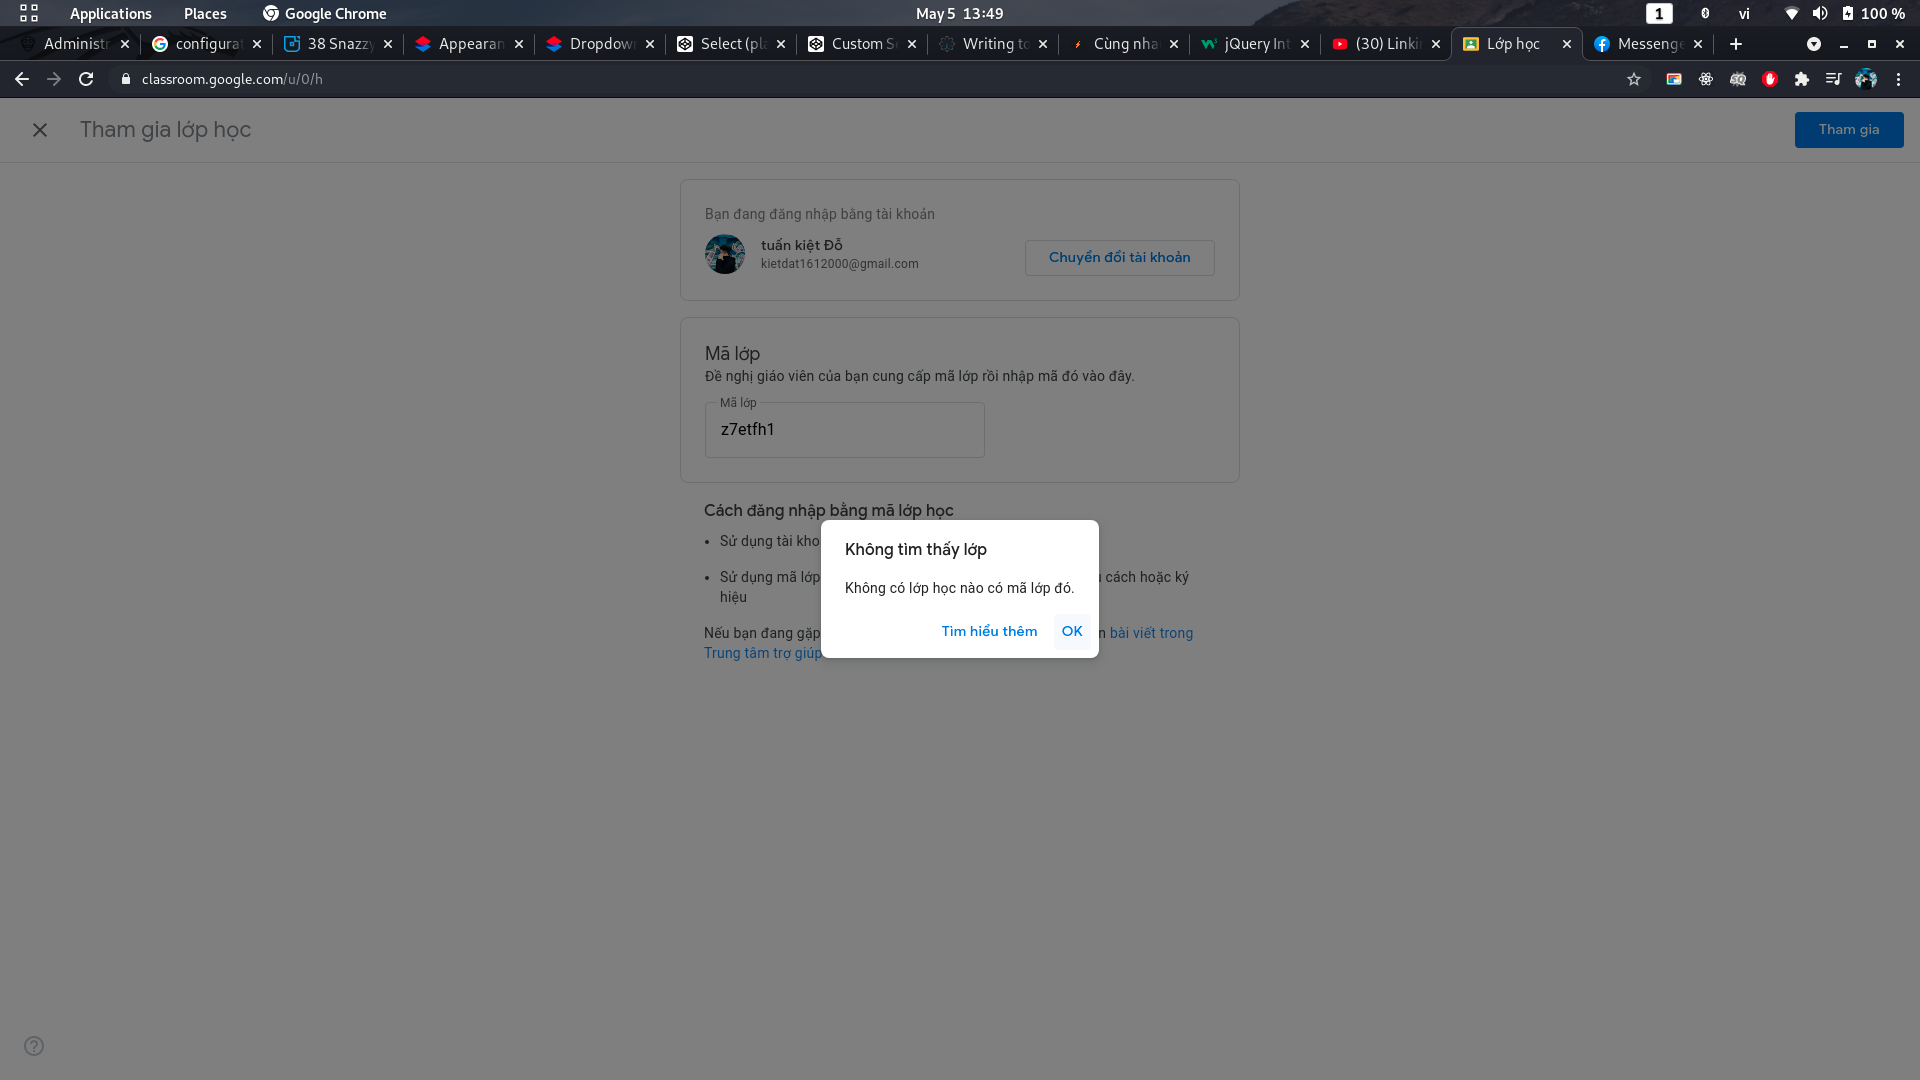 Applications Places Google Chrome May 5 13:49 1 vi 100 %
Administr configurat 38 Snazzy Appearan Dropdown Select (pla Custom Se Writing to Cùng nha jQuery Int (30) Linki Lớp học Messenge
classroom.google.com/u/0/h
Tham gia lớp học Tham gia
Bạn đang đăng nhập bằng tài khoản
tuấn kiệt Đỗ
kietdat1612000@gmail.com
Chuyển đổi tài khoản
Mã lớp
Đề nghị giáo viên của bạn cung cấp mã lớp rồi nhập mã đó vào đây.
Mã lớp
z7etfh1
Cách đăng nhập bằng mã lớp học
Sử dụng tài kho
Sử dụng mã lớp cách hoặc ký
hiệu
Nếu bạn đang gặp bài viết trong
Trung tâm trợ giúp
Không tìm thấy lớp
Không có lớp học nào có mã lớp đó.
Tìm hiểu thêm OK